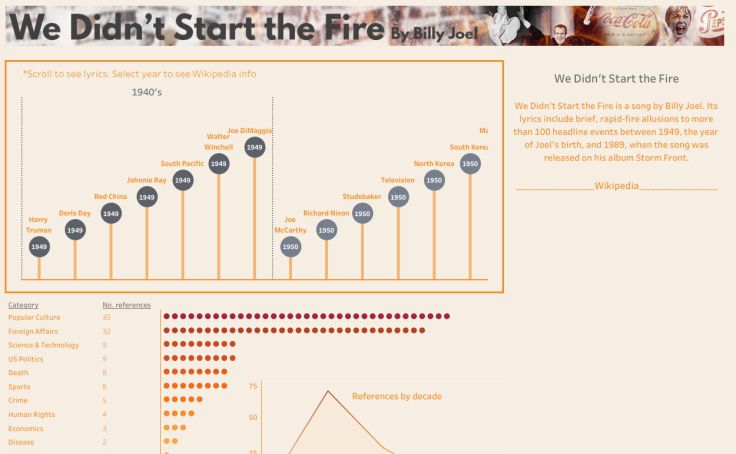 We Didn't Start the Fire By Billy Joel
Coca-Cola
*Scroll to see lyrics. Select year to see Wikipedia info
1940's
Harry
Truman
1949
Doris Day
1949
Red China
1949
Johnnie Ray
1949
South Pacific
1949
Walter
Winchell
1949
Joe DiMaggio
1949
Joe
McCarthy
1950
Richard Nixon
1950
Studebaker
1950
Television
1950
North Korea
1950
South Korea
1950
We Didn't Start the Fire
We Didn't Start the Fire is a song by Billy Joel. Its
lyrics include brief, rapid-fire allusions to more
than 100 headline events between 1949, the year
of Joel's birth, and 1989, when the song was
released on his album Storm Front.
________________Wikipedia________________
Category No. references
Popular Culture 35
Foreign Affairs 32
Science & Technology 9
US Politics 9
Death 8
Sports 8
Crime 5
Human Rights 4
Economics 3
Disease 2
References by decade
75
50
25